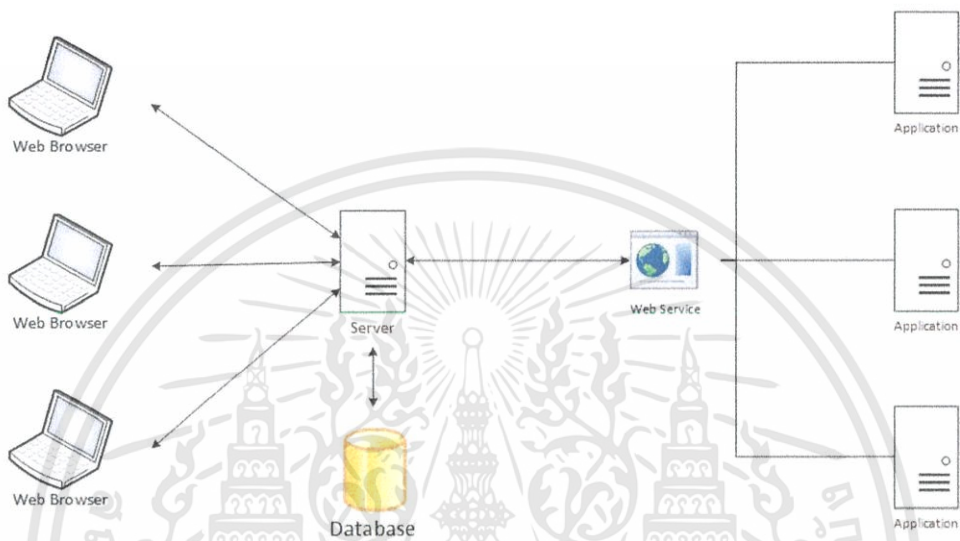 Web Browser
Web Browser
Web Browser
Server
Database
Web Service
Application
Application
Application